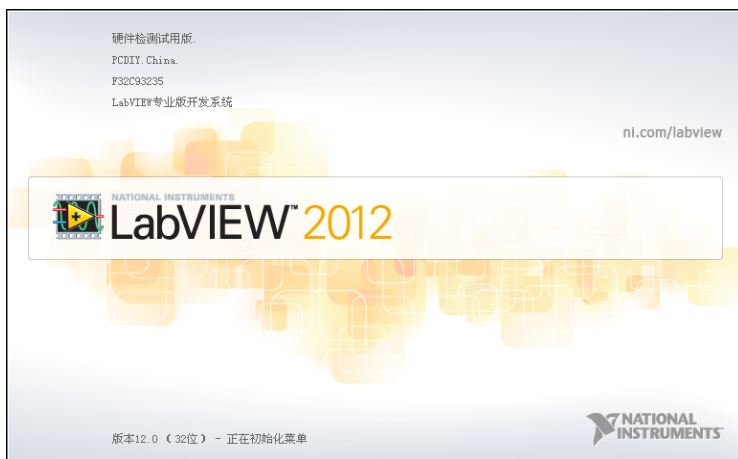 硬件检测试用版.
PCDIY.China.
F32C93235
LabVIEW专业版开发系统
ni.com/labview
NATIONAL INSTRUMENTS
LabVIEW™ 2012
版本12.0 （32位） - 正在初始化菜单
NATIONAL
INSTRUMENTS™